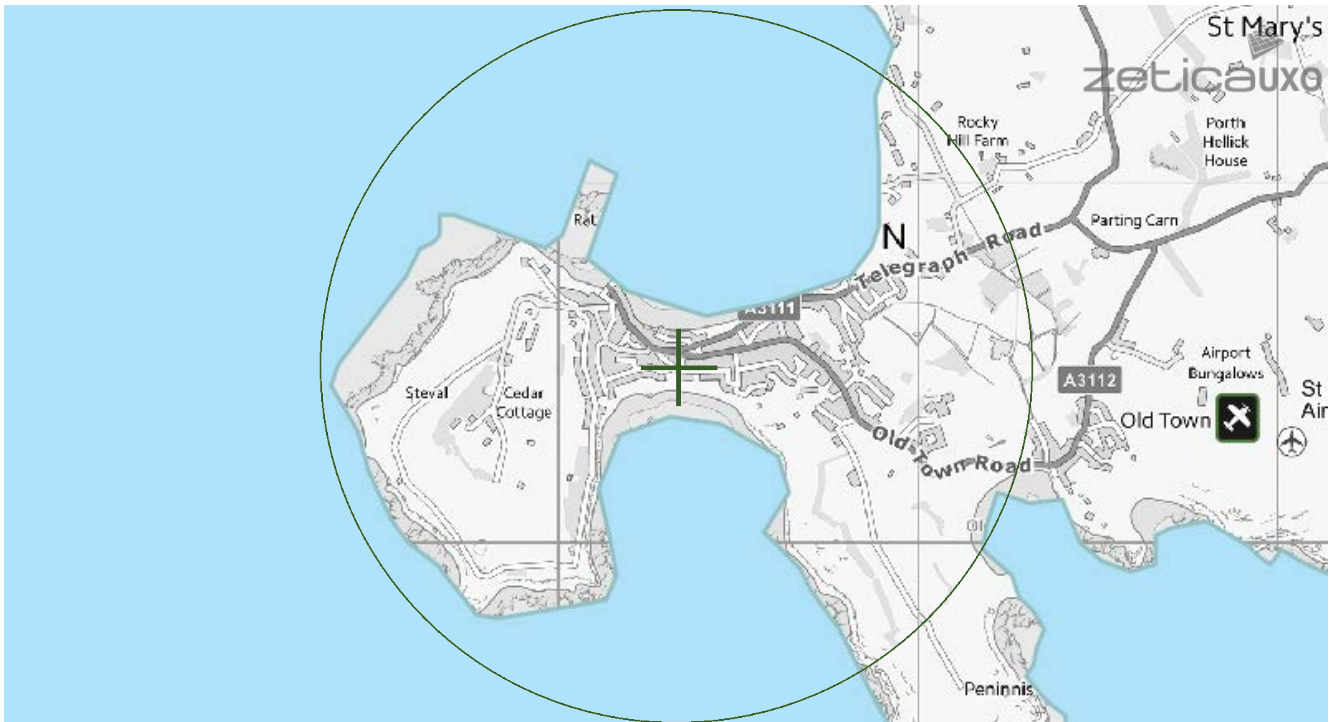 St Mary's
zeticauxo
Rocky
Hill Farm
Porth
Hellick
House
Rat
Parting Carn
N
Telegraph Road
A3111
Steval
Cedar
Cottage
A3112
Airport
Bungalows
St
Air
Old Town
Old Town Road
Peninnis